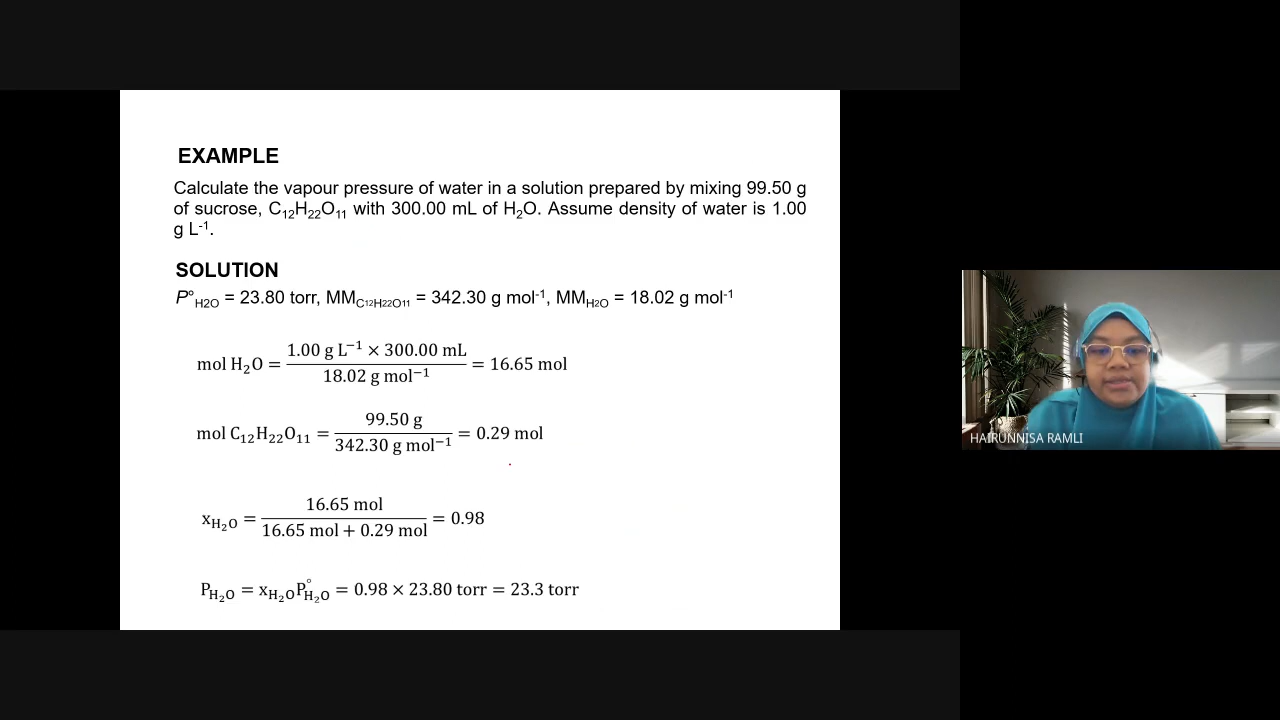 EXAMPLE
Calculate the vapour pressure of water in a solution prepared by mixing 99.50 g
of sucrose, C₁₂H₂₂O₁₁ with 300.00 mL of H₂O. Assume density of water is 1.00
g L⁻¹.
SOLUTION
P°H2O = 23.80 torr, MMC₁₂H₂₂O₁₁ = 342.30 g mol⁻¹, MMH₂O = 18.02 g mol⁻¹
mol H₂O = 1.00 g L⁻¹ × 300.00 mL / 18.02 g mol⁻¹ = 16.65 mol
mol C₁₂H₂₂O₁₁ = 99.50 g / 342.30 g mol⁻¹ = 0.29 mol
xH₂O = 16.65 mol / 16.65 mol + 0.29 mol = 0.98
PH₂O = xH₂OP°H₂O = 0.98 × 23.80 torr = 23.3 torr
HAIRUNNISA RAMLI